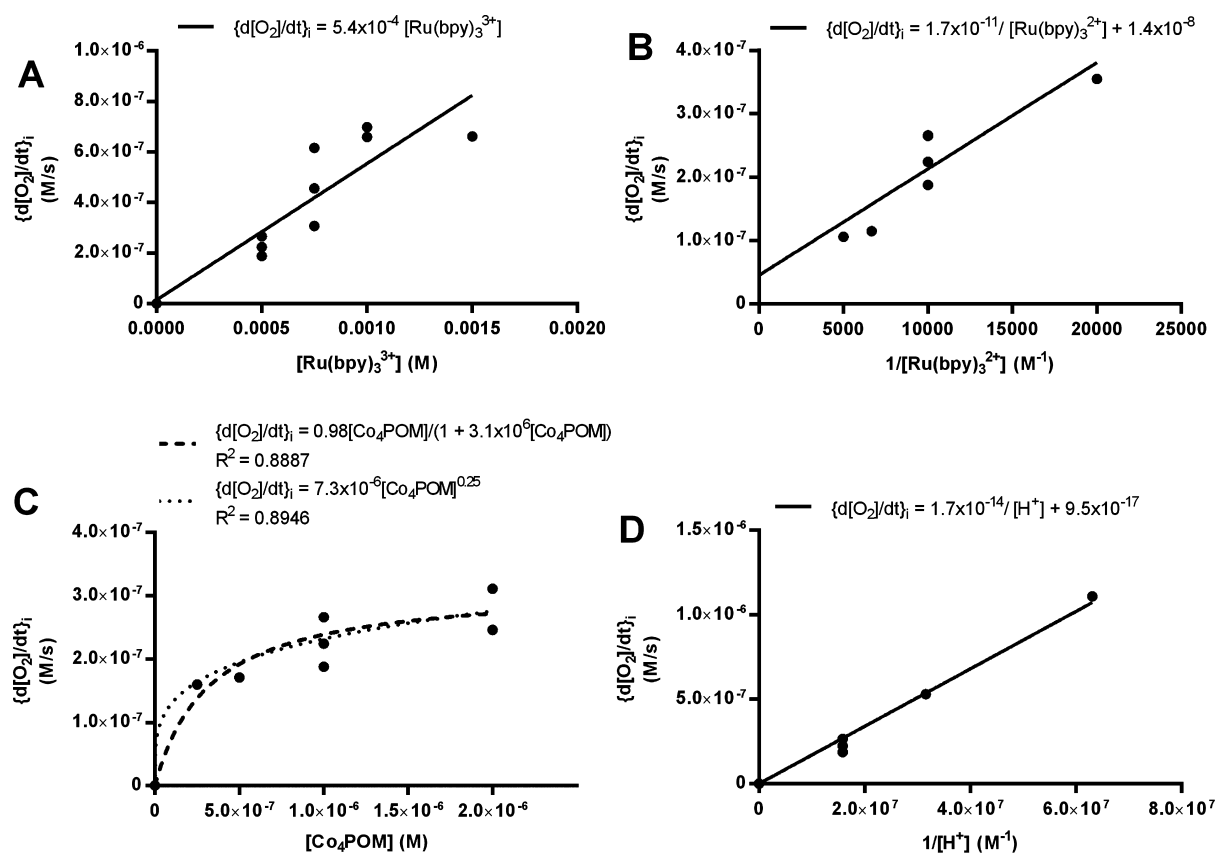 {d[O₂]/dt}ᵢ = 5.4x10⁻⁴ [Ru(bpy)₃³⁺]
A
1.0×10⁻⁶
8.0×10⁻⁷
6.0×10⁻⁷
4.0×10⁻⁷
2.0×10⁻⁷
0
{d[O₂]/dt}ᵢ
(M/s)
0.0000 0.0005 0.0010 0.0015 0.0020
[Ru(bpy)₃³⁺] (M)
{d[O₂]/dt}ᵢ = 1.7x10⁻¹¹/ [Ru(bpy)₃²⁺] + 1.4x10⁻⁸
B
4.0×10⁻⁷
3.0×10⁻⁷
2.0×10⁻⁷
1.0×10⁻⁷
0
{d[O₂]/dt}ᵢ
(M/s)
0 5000 10000 15000 20000 25000
1/[Ru(bpy)₃²⁺] (M⁻¹)
{d[O₂]/dt}ᵢ = 0.98[Co₄POM]/(1 + 3.1x10⁶[Co₄POM])
R² = 0.8887
{d[O₂]/dt}ᵢ = 7.3x10⁻⁶[Co₄POM]⁰·²⁵
R² = 0.8946
C
4.0×10⁻⁷
3.0×10⁻⁷
2.0×10⁻⁷
1.0×10⁻⁷
0
{d[O₂]/dt}ᵢ
(M/s)
0 5.0×10⁻⁷ 1.0×10⁻⁶ 1.5×10⁻⁶ 2.0×10⁻⁶
[Co₄POM] (M)
{d[O₂]/dt}ᵢ = 1.7x10⁻¹⁴/ [H⁺] + 9.5x10⁻¹⁷
D
1.5×10⁻⁶
1.0×10⁻⁶
5.0×10⁻⁷
0
{d[O₂]/dt}ᵢ
(M/s)
0 2.0×10⁷ 4.0×10⁷ 6.0×10⁷ 8.0×10⁷
1/[H⁺] (M⁻¹)